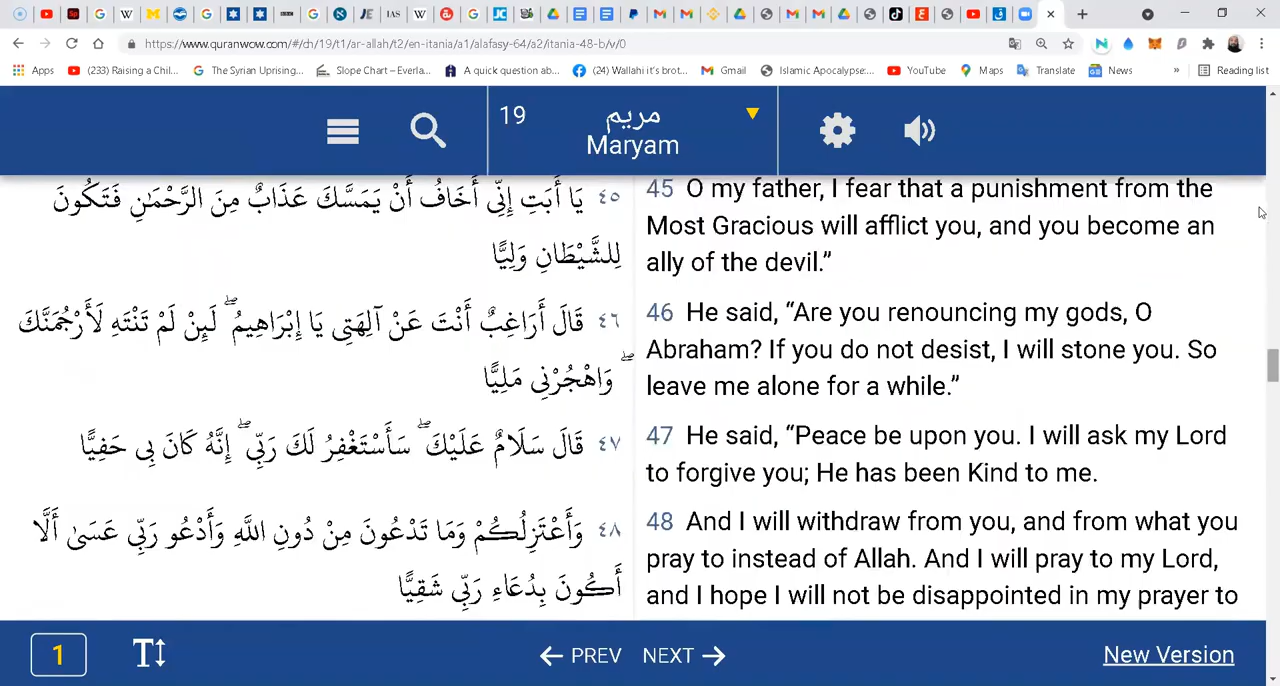 https://www.quranwow.com/#/ch/19/t1/ar-allah/t2/en-itania/a1/alafasy-64/a2/itania-48-b/v/0
Apps
(233) Raising a Chil...
The Syrian Uprising...
Slope Chart – Everla...
A quick question ab...
(24) Wallahi it's brot...
Gmail
Islamic Apocalypse:...
YouTube
Maps
Translate
News
»
Reading list
19
مريم
Maryam
٤٥ يَا أَبَتِ إِنِّي أَخَافُ أَنْ يَمَسَّكَ عَذَابٌ مِنَ الرَّحْمَٰنِ فَتَكُونَ
لِلشَّيْطَانِ وَلِيًّا
٤٦ قَالَ أَرَاغِبٌ أَنْتَ عَنْ آلِهَتِي يَا إِبْرَاهِيمُ ۖ لَئِنْ لَمْ تَنْتَهِ لَأَرْجُمَنَّكَ
ۖ وَاهْجُرْنِي مَلِيًّا
٤٧ قَالَ سَلَامٌ عَلَيْكَ ۖ سَأَسْتَغْفِرُ لَكَ رَبِّي ۖ إِنَّهُ كَانَ بِي حَفِيًّا
٤٨ وَأَعْتَزِلُكُمْ وَمَا تَدْعُونَ مِنْ دُونِ اللَّهِ وَأَدْعُو رَبِّي عَسَىٰ أَلَّا
أَكُونَ بِدُعَاءِ رَبِّي شَقِيًّا
45 O my father, I fear that a punishment from the
Most Gracious will afflict you, and you become an
ally of the devil.”
46 He said, “Are you renouncing my gods, O
Abraham? If you do not desist, I will stone you. So
leave me alone for a while.”
47 He said, “Peace be upon you. I will ask my Lord
to forgive you; He has been Kind to me.
48 And I will withdraw from you, and from what you
pray to instead of Allah. And I will pray to my Lord,
and I hope I will not be disappointed in my prayer to
1
T
PREV
NEXT
New Version